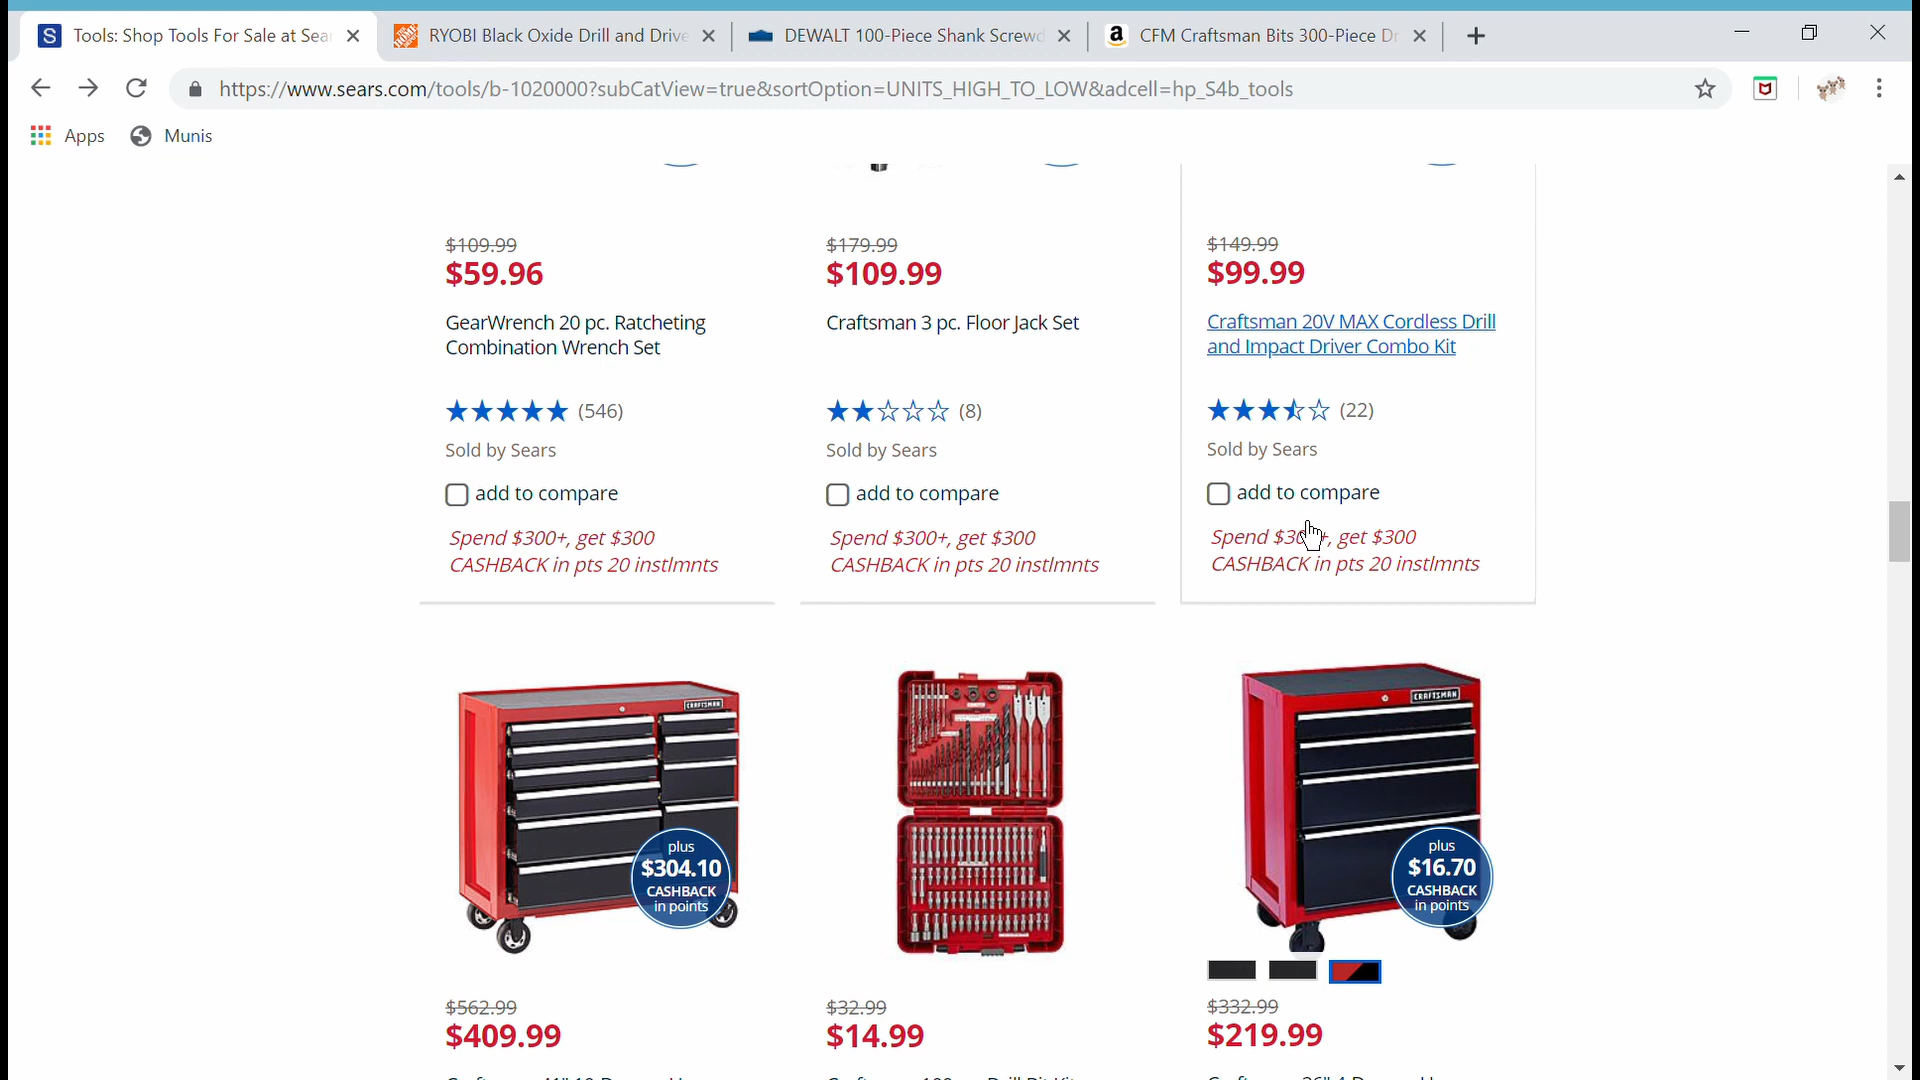 Tools: Shop Tools For Sale at Sear
RYOBI Black Oxide Drill and Drive
DEWALT 100-Piece Shank Screwd
CFM Craftsman Bits 300-Piece Dr
https://www.sears.com/tools/b-1020000?subCatView=true&sortOption=UNITS_HIGH_TO_LOW&adcell=hp_S4b_tools
Apps Munis
$109.99 $179.99 $149.99
$59.96 $109.99 $99.99
GearWrench 20 pc. Ratcheting Craftsman 3 pc. Floor Jack Set Craftsman 20V MAX Cordless Drill
Combination Wrench Set and Impact Driver Combo Kit
(546) (8) (22)
Sold by Sears Sold by Sears Sold by Sears
add to compare add to compare add to compare
Spend $300+, get $300 Spend $300+, get $300 Spend $300+, get $300
CASHBACK in pts 20 instlmnts CASHBACK in pts 20 instlmnts CASHBACK in pts 20 instlmnts
CRAFTSMAN CRAFTSMAN
plus plus
$304.10 $16.70
CASHBACK CASHBACK
in points in points
$562.99 $32.99 $332.99
$409.99 $14.99 $219.99